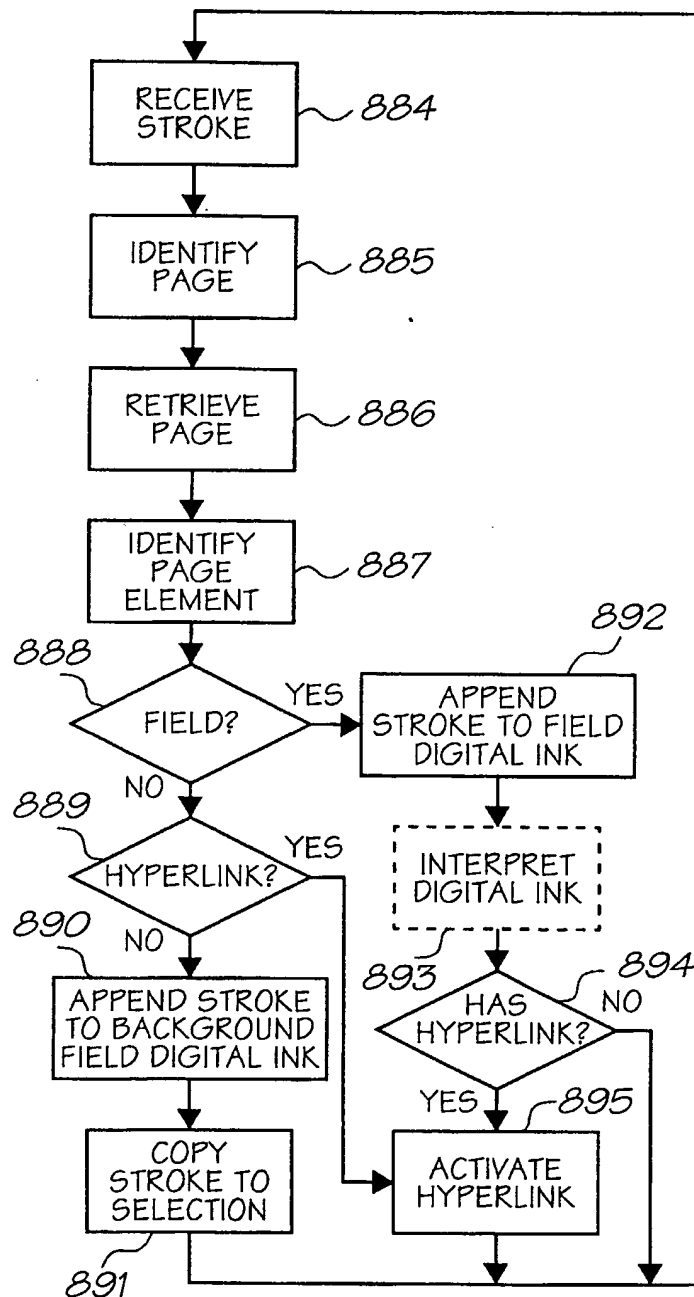 RECEIVE
STROKE
884
IDENTIFY
PAGE
885
RETRIEVE
PAGE
886
IDENTIFY
PAGE
ELEMENT
887
888
FIELD?
YES
NO
892
APPEND
STROKE TO FIELD
DIGITAL INK
889
HYPERLINK?
YES
NO
INTERPRET
DIGITAL INK
893
890
APPEND STROKE
TO BACKGROUND
FIELD DIGITAL INK
894
HAS
HYPERLINK?
NO
YES
895
COPY
STROKE TO
SELECTION
891
ACTIVATE
HYPERLINK